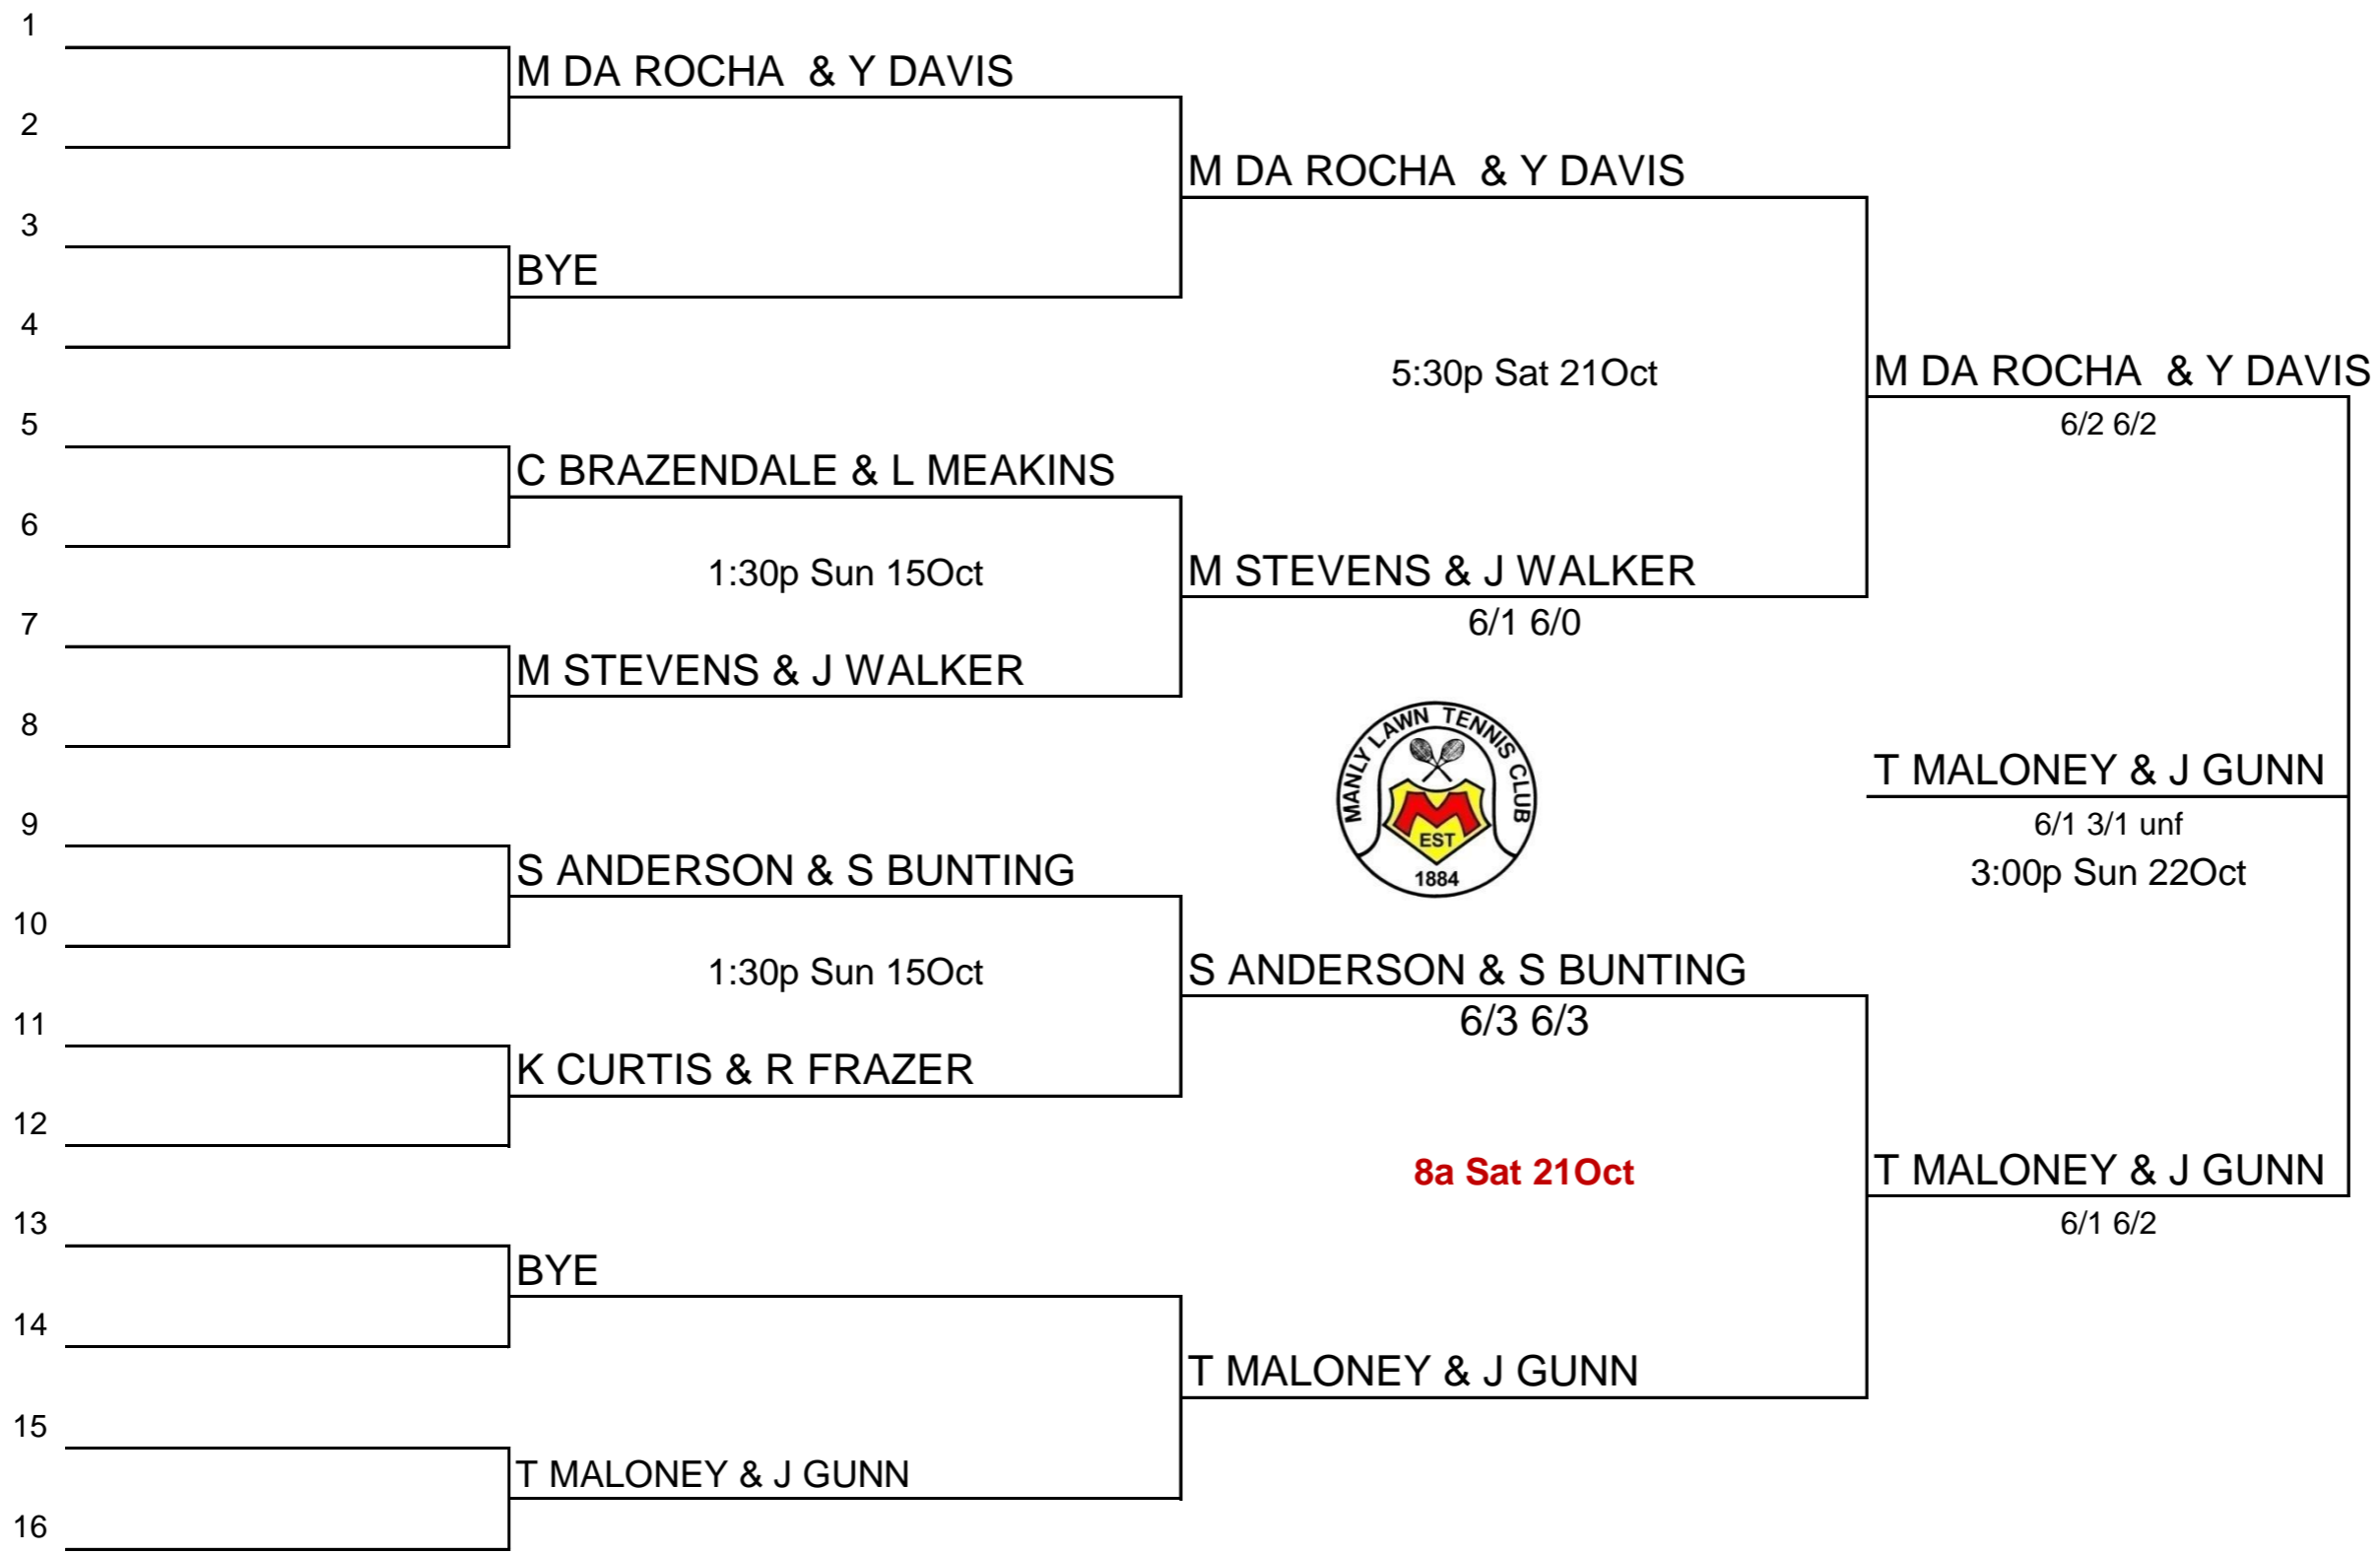 1
M DA ROCHA & Y DAVIS
2
M DA ROCHA & Y DAVIS
3
BYE
4
5:30p Sat 21Oct
M DA ROCHA & Y DAVIS
5
6/2 6/2
C BRAZENDALE & L MEAKINS
6
1:30p Sun 15Oct
M STEVENS & J WALKER
7
6/1 6/0
M STEVENS & J WALKER
8
MANLY LAWN TENNIS CLUB
M
EST
1884
T MALONEY & J GUNN
9
6/1 3/1 unf
S ANDERSON & S BUNTING
3:00p Sun 22Oct
10
1:30p Sun 15Oct
S ANDERSON & S BUNTING
11
6/3 6/3
K CURTIS & R FRAZER
12
8a Sat 21Oct
T MALONEY & J GUNN
13
6/1 6/2
BYE
14
T MALONEY & J GUNN
15
T MALONEY & J GUNN
16